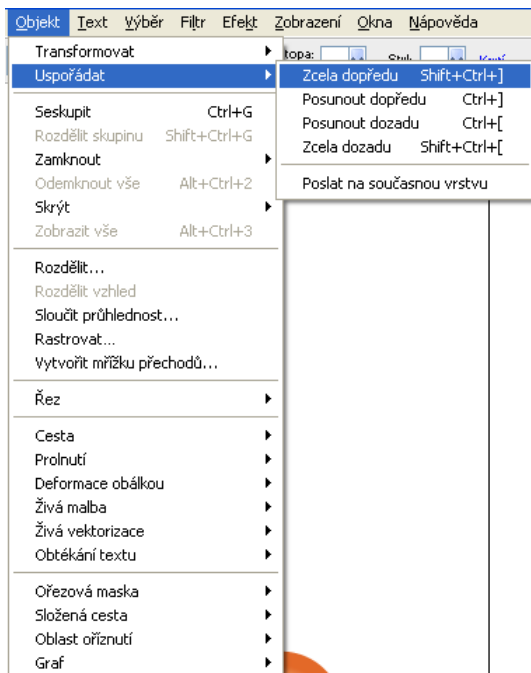 Objekt Text Výběr Filtr Efekt Zobrazení Okna Nápověda
Transformovat
Uspořádat
Seskupit Ctrl+G
Rozdělit skupinu Shift+Ctrl+G
Zamknout
Odemknout vše Alt+Ctrl+2
Skrýt
Zobrazit vše Alt+Ctrl+3
Rozdělit...
Rozdělit vzhled
Sloučit průhlednost...
Rastrovat...
Vytvořit mřížku přechodů...
Řez
Cesta
Prolnutí
Deformace obálkou
Živá malba
Živá vektorizace
Obtékání textu
Ořezová maska
Složená cesta
Oblast oříznutí
Graf
topa:
Zcela dopředu Shift+Ctrl+]
Posunout dopředu Ctrl+]
Posunout dozadu Ctrl+[
Zcela dozadu Shift+Ctrl+[
Poslat na současnou vrstvu